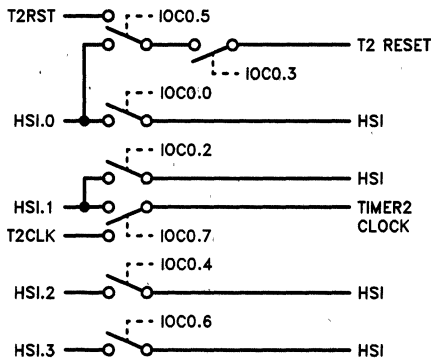 T2RST
IOC0.5
T2 RESET
IOC0.3
IOC0.0
HSI.0
HSI
IOC0.2
HSI
HSI.1
TIMER2
CLOCK
T2CLK
IOC0.7
IOC0.4
HSI.2
HSI
IOC0.6
HSI.3
HSI